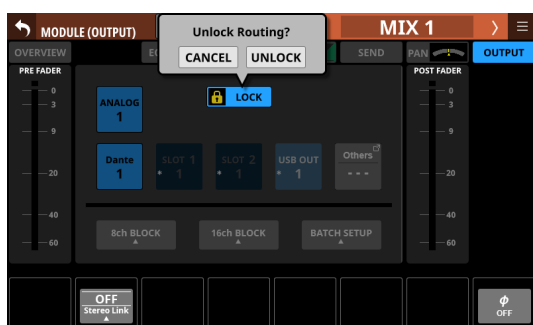 MODULE (OUTPUT)
MIX 1
Unlock Routing?
CANCEL UNLOCK
OVERVIEW
SEND
PAN
OUTPUT
PRE FADER
POST FADER
LOCK
ANALOG
1
Dante
1
SLOT 1
1
SLOT 2
1
USB OUT
1
Others
---
8ch BLOCK
16ch BLOCK
BATCH SETUP
0
3
9
20
40
60
0
3
9
20
40
60
OFF
Stereo Link
φ
OFF